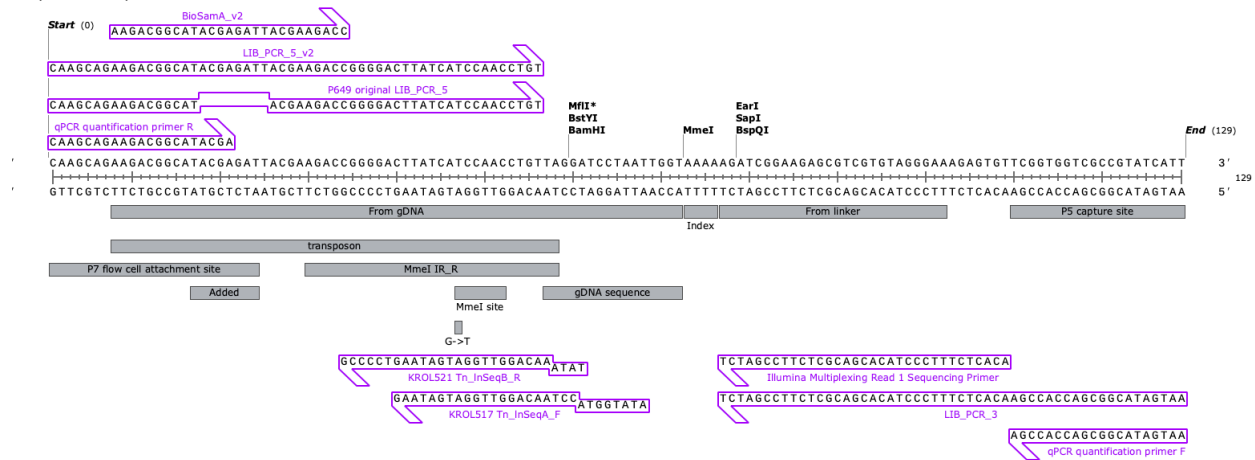 BioSamA_v2
Start (0)
AAGACGGCATACGAGATTACGAAGACC
LIB_PCR_5_v2
CAAGCAGAAGACGGCATACGAGATTACGAAGACCGGGGACTTATCATCCAACCTGT
P649 original LIB_PCR_5
CAAGCAGAAGACGGCAT ACGAAGACCGGGGACTTATCATCCAACCTGT
MflI* EarI
BstYI SapI
qPCR quantification primer R BamHI MmeI BspQI End (129)
CAAGCAGAAGACGGCATACGA
' CAAGCAGAAGACGGCATACGAGATTACGAAGACCGGGGACTTATCATCCAACCTGTTAGGATCCTAATTGGTAAAAAGATCGGAAGAGCGTCGTGTAGGGAAAGAGTGTTCGGTGGTCGCCGTATCATT 3'
129
' GTTCGTCTTCTGCCGTATGCTCTAATGCTTCTGGCCCCTGAATAGTAGGTTGGACAATCCTAGGATTAACCATTTTTCTAGCCTTCTCGCAGCACATCCCTTTCTCACAAGCCACCAGCGGCATAGTAA 5'
From gDNA From linker P5 capture site
Index
transposon
P7 flow cell attachment site MmeI IR_R
Added gDNA sequence
MmeI site
G->T
GCCCCTGAATAGTAGGTTGGACAA ATAT TCTAGCCTTCTCGCAGCACATCCCTTTCTCACA
KROL521 Tn_InSeqB_R Illumina Multiplexing Read 1 Sequencing Primer
GAATAGTAGGTTGGACAATCC ATGGTATA TCTAGCCTTCTCGCAGCACATCCCTTTCTCACAAGCCACCAGCGGCATAGTAA
KROL517 Tn_InSeqA_F LIB_PCR_3
AGCCACCAGCGGCATAGTAA
qPCR quantification primer F